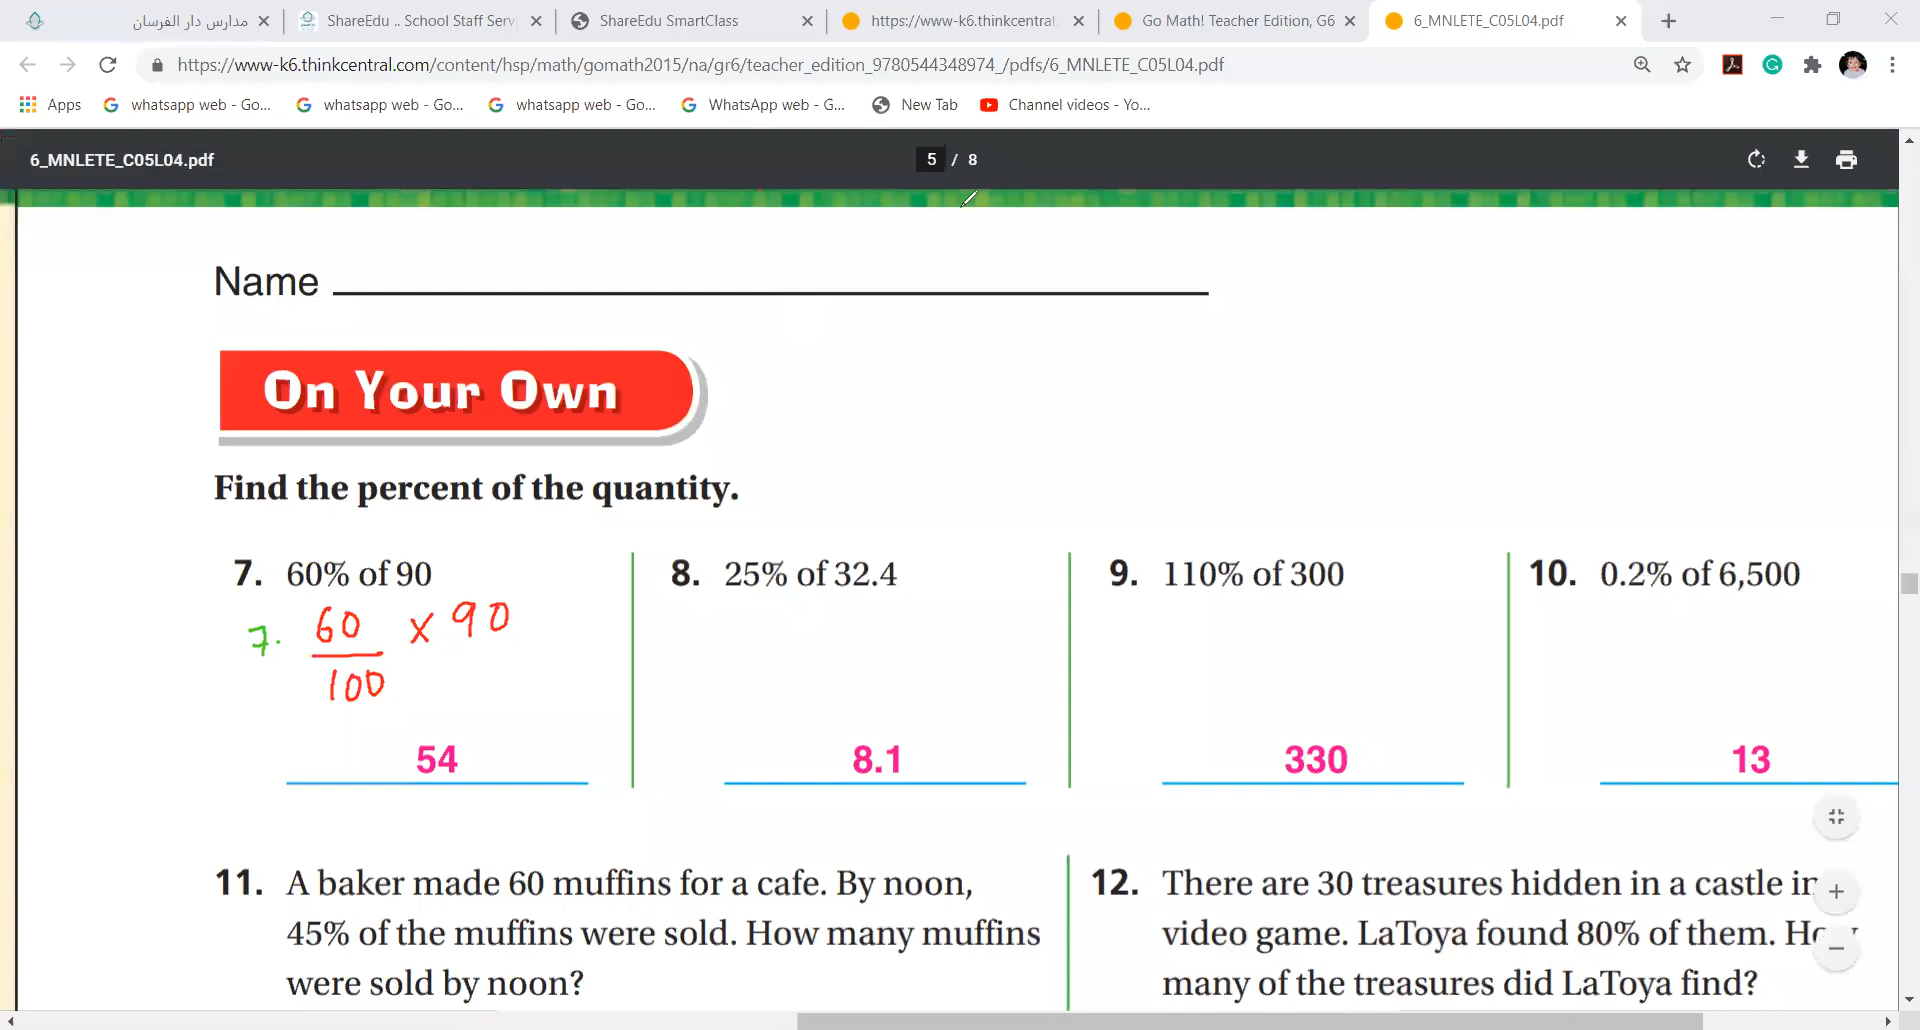 مدارس دار الفرسان
ShareEdu .. School Staff Serv
ShareEdu SmartClass
https://www-k6.thinkcentral
Go Math! Teacher Edition, G6
6_MNLETE_C05L04.pdf
https://www-k6.thinkcentral.com/content/hsp/math/gomath2015/na/gr6/teacher_edition_9780544348974_/pdfs/6_MNLETE_C05L04.pdf
Apps
whatsapp web - Go...
whatsapp web - Go...
whatsapp web - Go...
WhatsApp web - G...
New Tab
Channel videos - Yo...
6_MNLETE_C05L04.pdf
5 / 8
Name
On Your Own
Find the percent of the quantity.
7. 60% of 90
7. 60/100 x 90
54
8. 25% of 32.4
8.1
9. 110% of 300
330
10. 0.2% of 6,500
13
11. A baker made 60 muffins for a cafe. By noon,
45% of the muffins were sold. How many muffins
were sold by noon?
12. There are 30 treasures hidden in a castle in
video game. LaToya found 80% of them. How
many of the treasures did LaToya find?